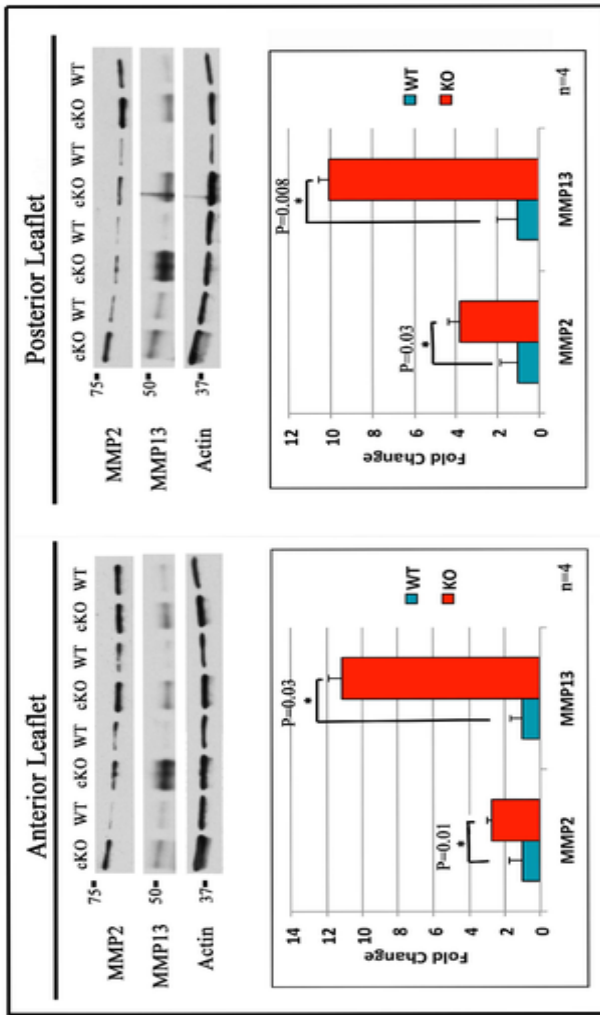 Anterior Leaflet
cKO WT cKO WT cKO WT cKO WT
75
MMP2
50
MMP13
Actin
37
14
12
10
8
6
4
2
0
Fold Change
P=0.01
*
P=0.03
*
WT
KO
n=4
MMP2
MMP13
Posterior Leaflet
cKO WT cKO WT cKO WT cKO WT
75
MMP2
50
MMP13
Actin
37
12
10
8
6
4
2
0
Fold Change
P=0.03
*
P=0.008
*
WT
KO
n=4
MMP2
MMP13